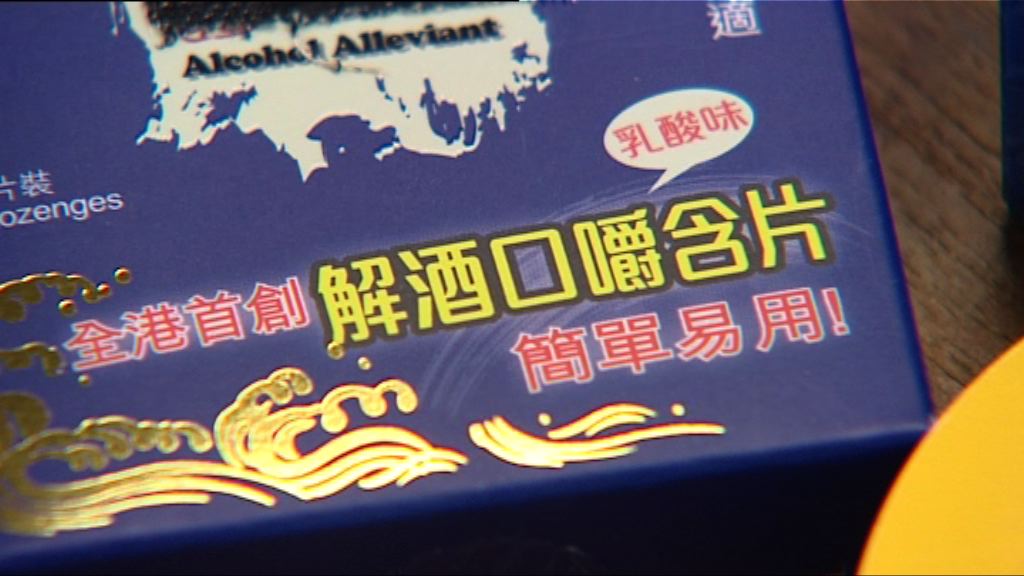 Alcohol Alleviant
適
乳酸味
片裝
ozenges
全港首創
解酒口嚼含片
簡單易用!